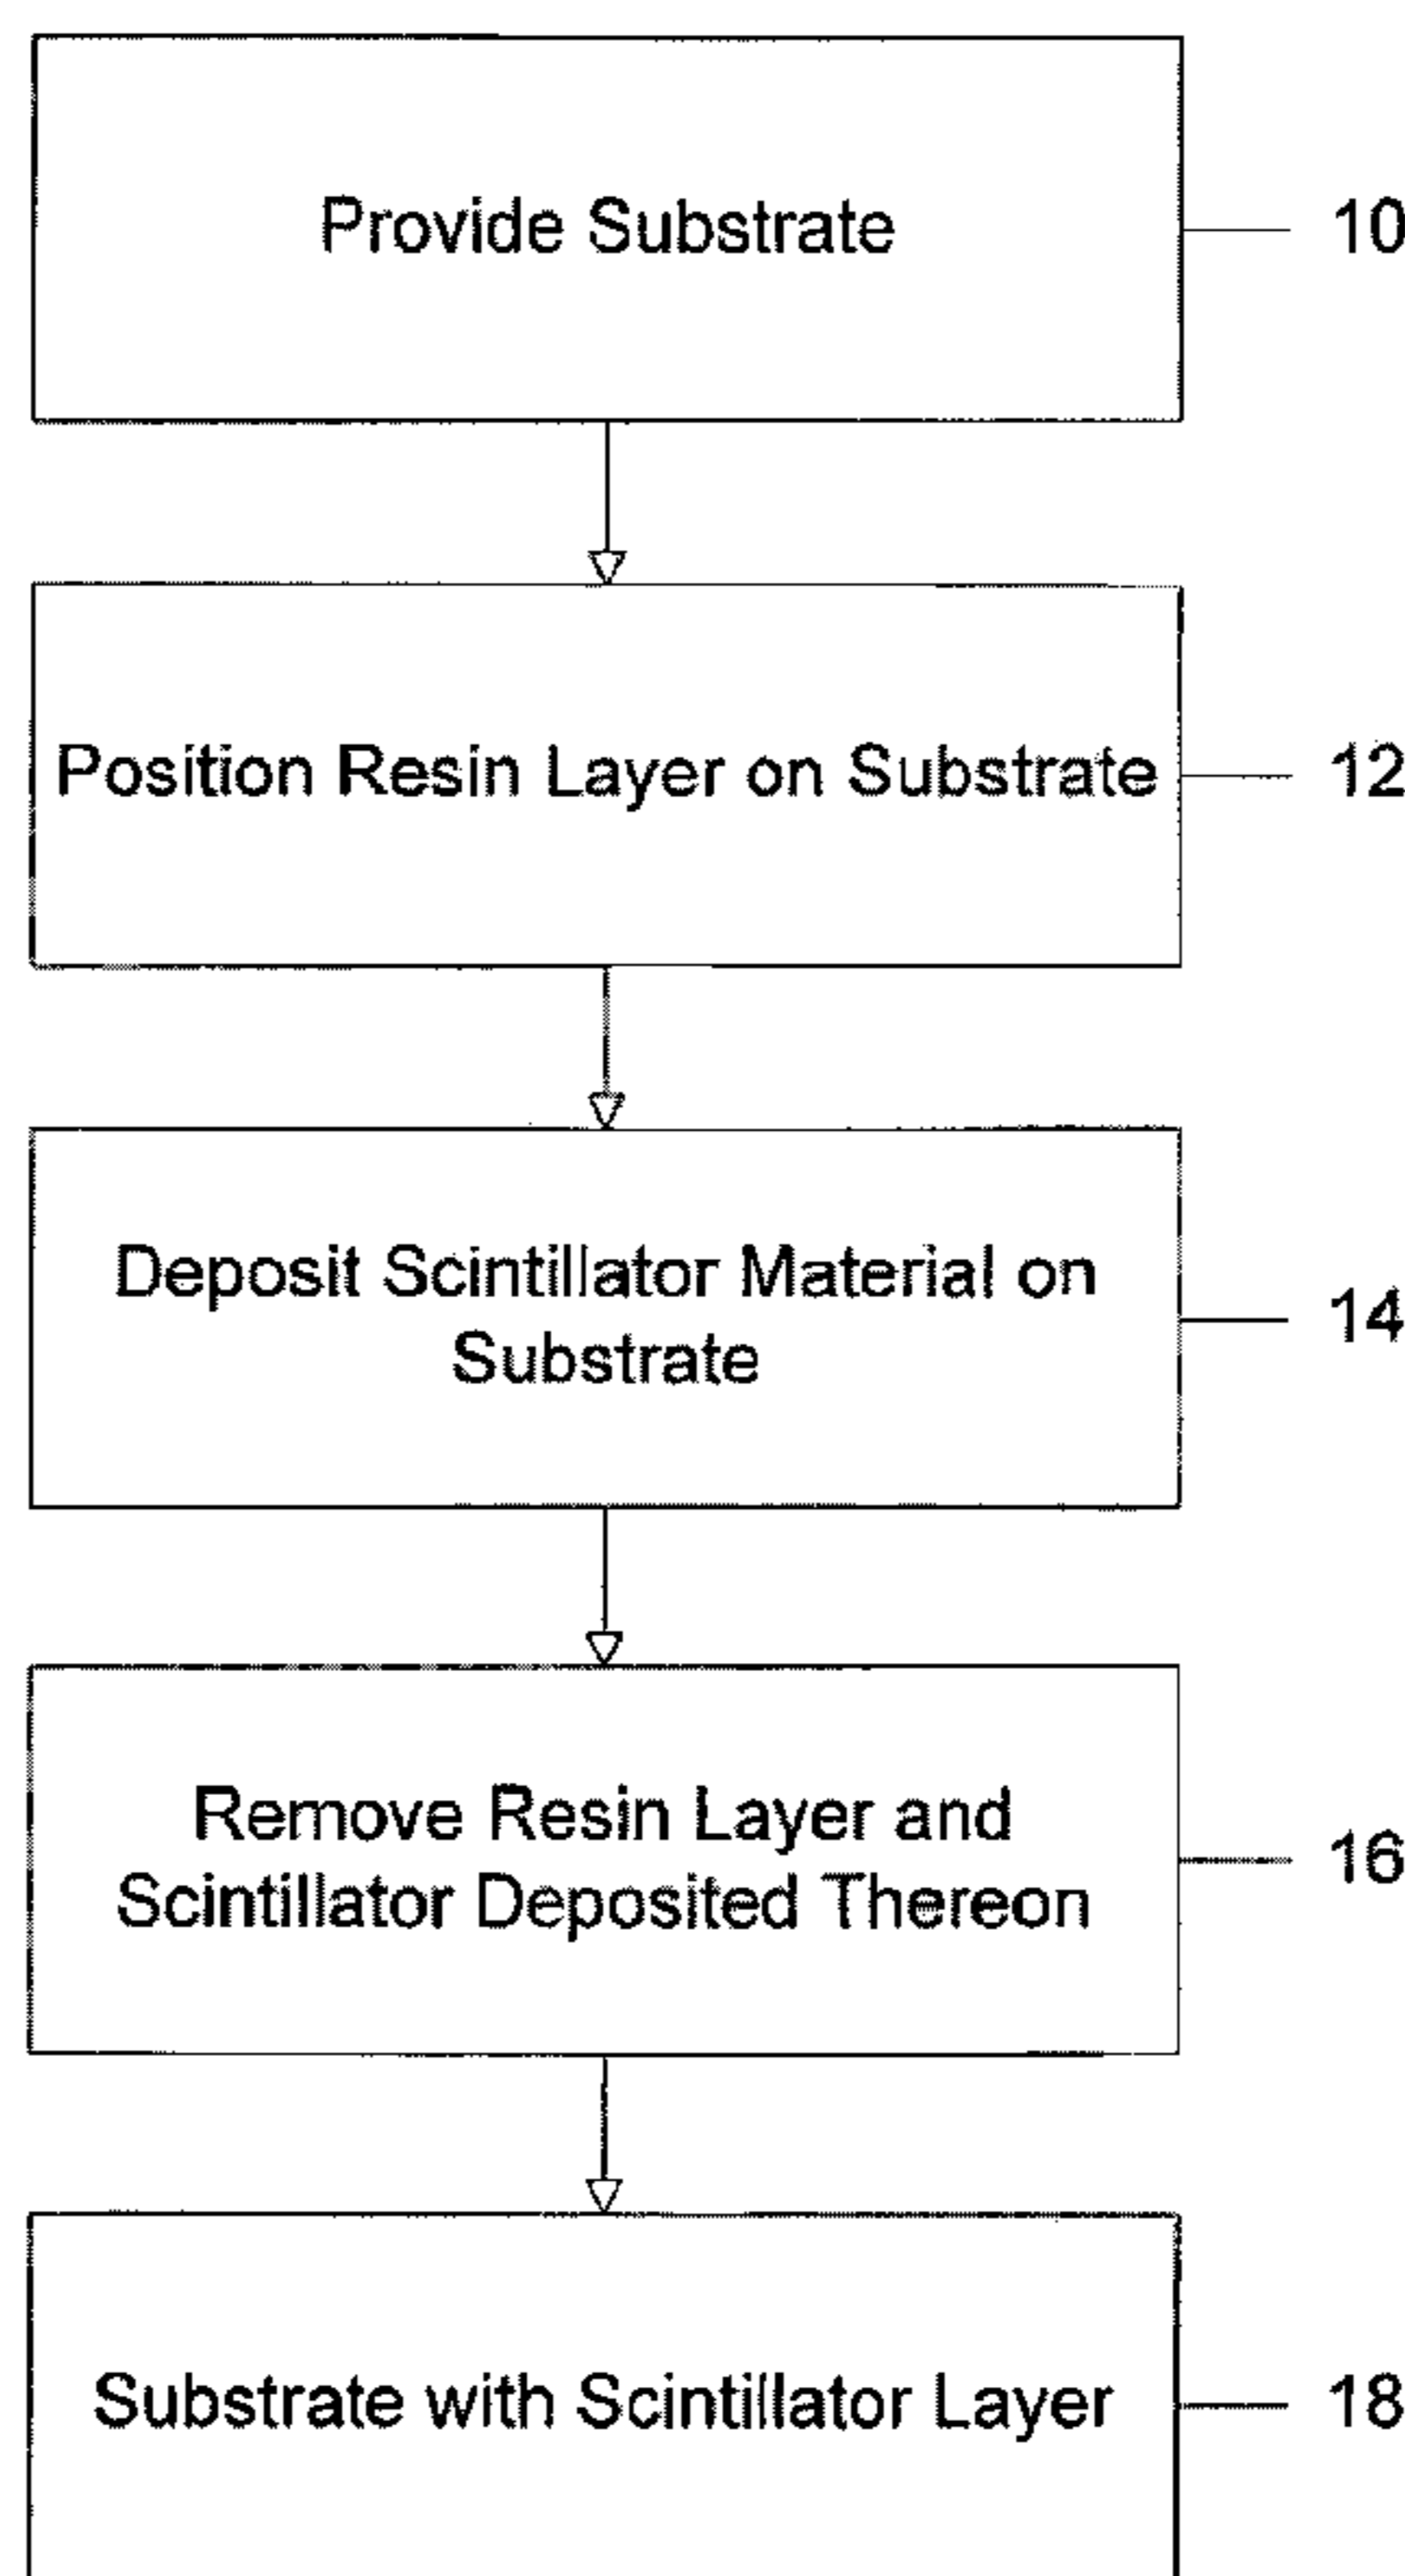 Provide Substrate
10
Position Resin Layer on Substrate
12
Deposit Scintillator Material on
Substrate
14
Remove Resin Layer and
Scintillator Deposited Thereon
16
Substrate with Scintillator Layer
18